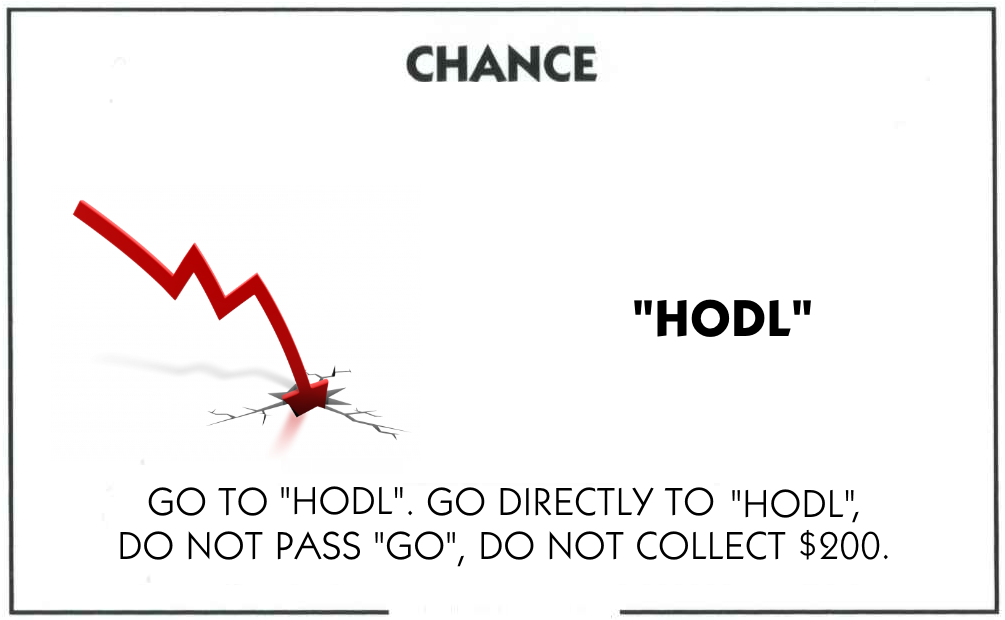 CHANCE
"HODL"
GO TO "HODL". GO DIRECTLY TO "HODL",
DO NOT PASS "GO", DO NOT COLLECT $200.